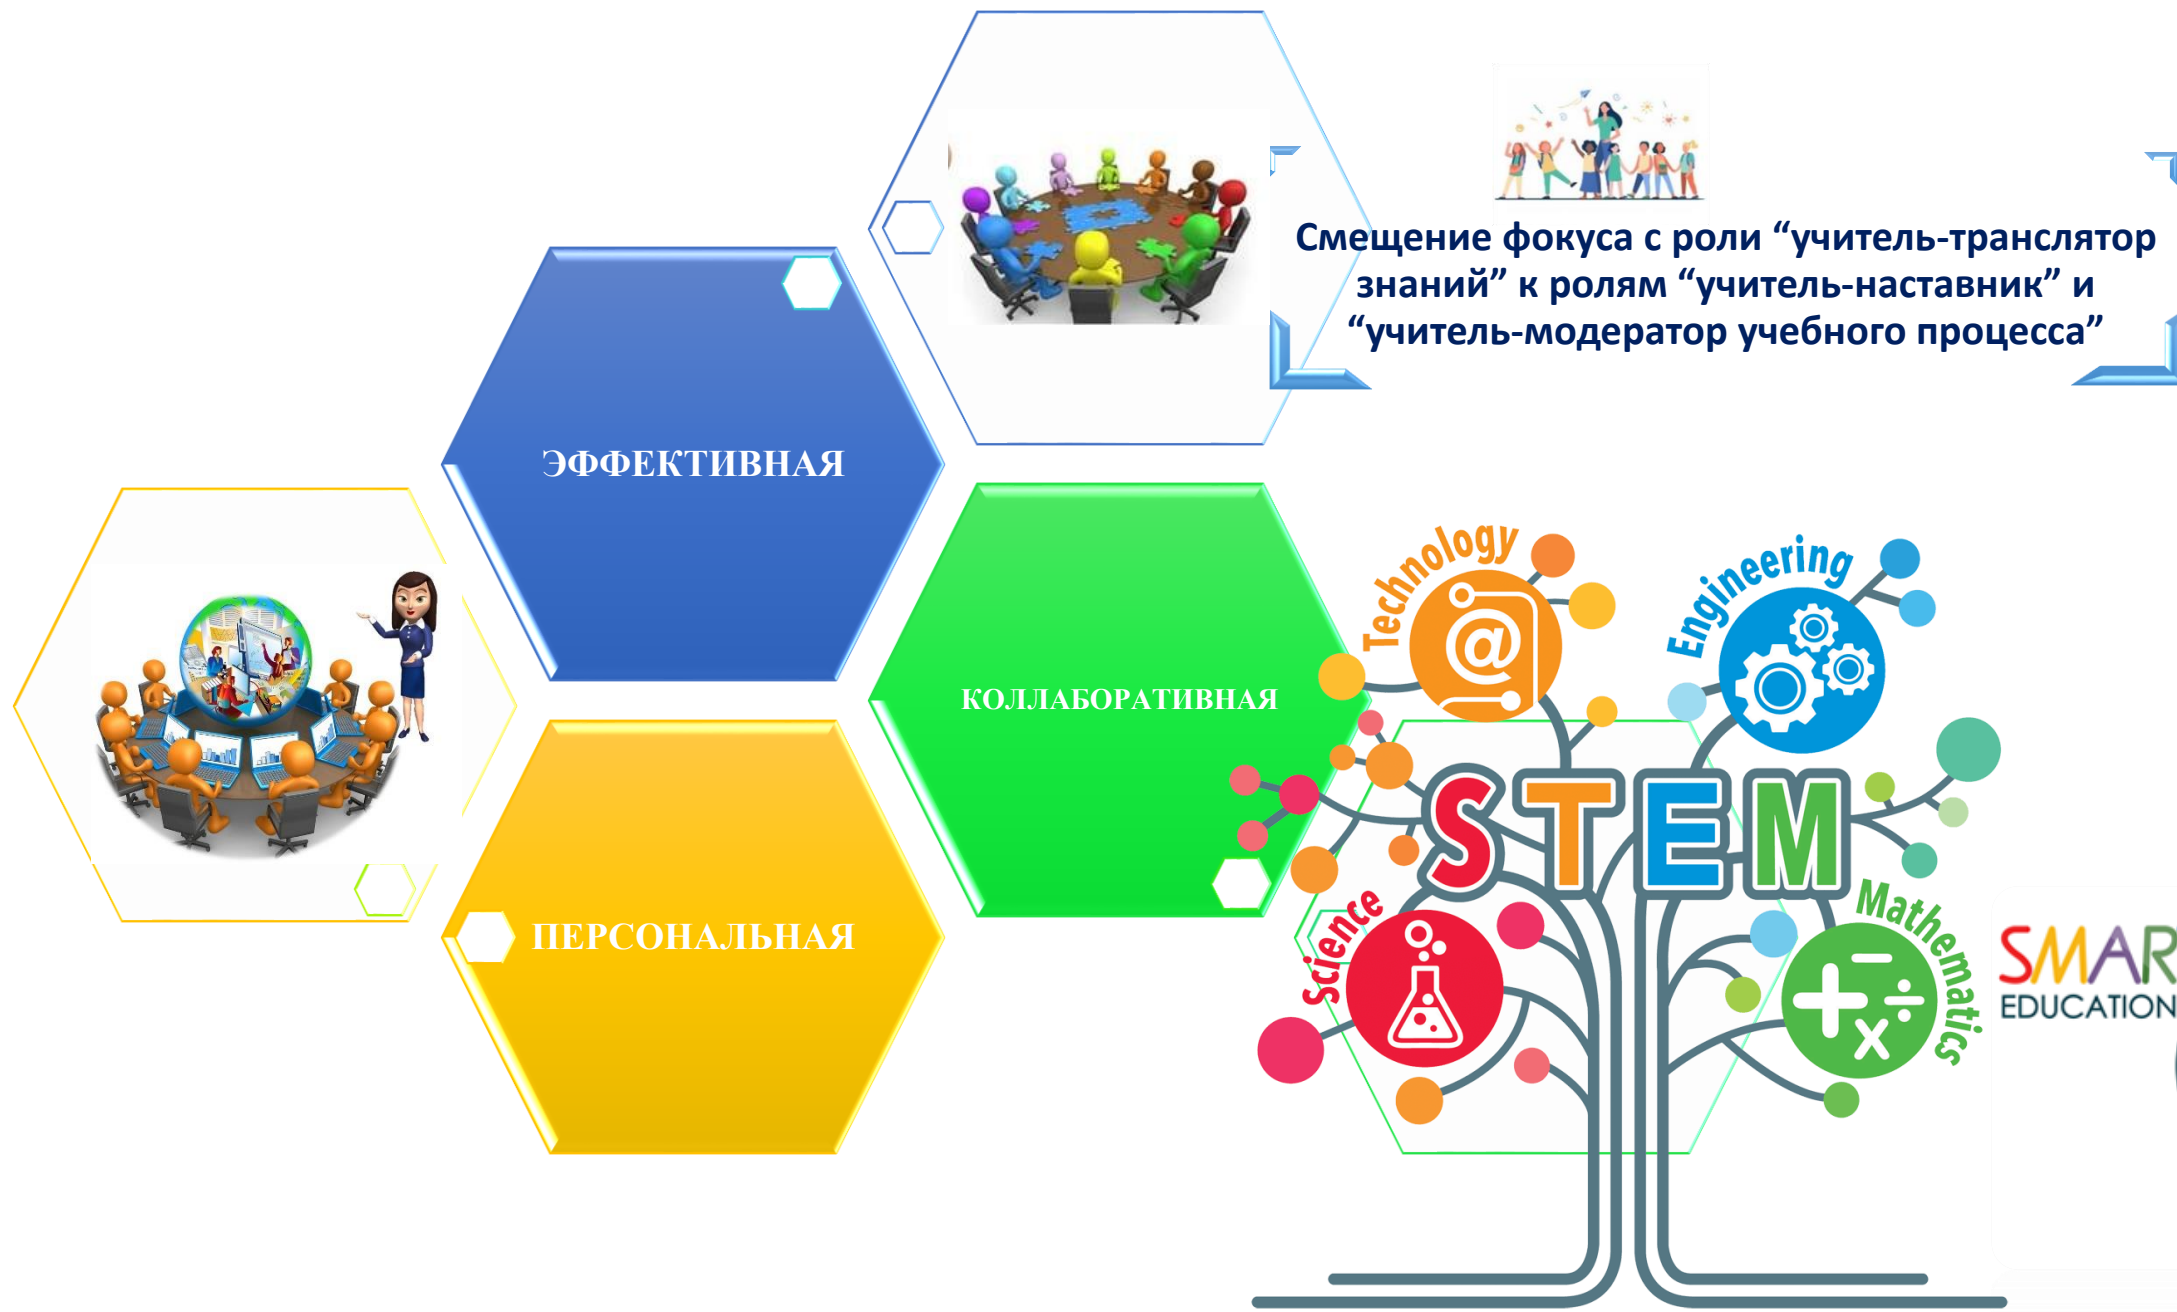 Смещение фокуса с роли “учитель-транслятор
знаний” к ролям “учитель-наставник” и
“учитель-модератор учебного процесса”
ЭФФЕКТИВНАЯ
КОЛЛАБОРАТИВНАЯ
ПЕРСОНАЛЬНАЯ
Technology
Engineering
STEM
Science
Mathematics
SMAR
EDUCATION